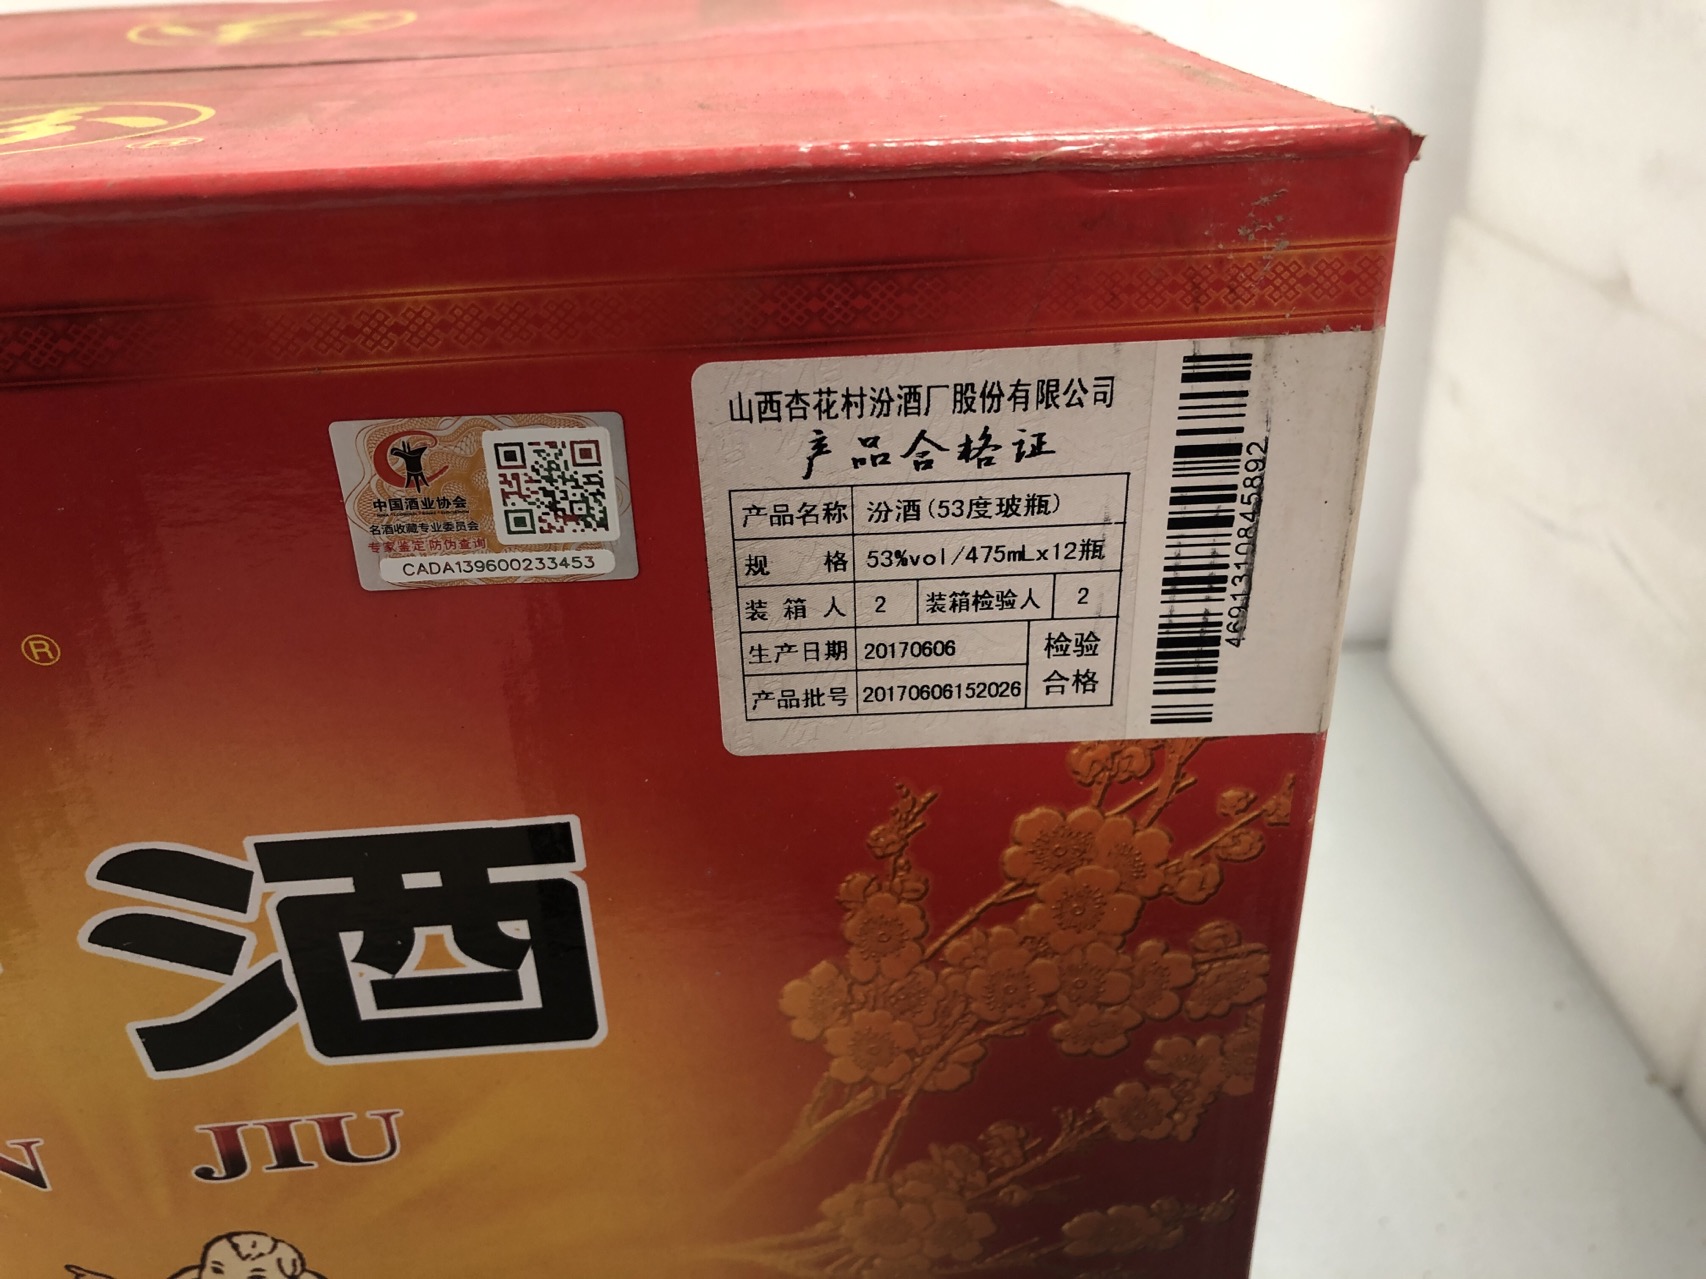 山西杏花村汾酒厂股份有限公司
产品合格证
产品名称 汾酒(53度玻瓶)
规 格 53%vol/475mLx12瓶
装 箱 人 2 装箱检验人 2
生产日期 20170606 检验
产品批号 20170606152026 合格
469131084 5892
中国酒业协会
名酒收藏专业委员会
专家鉴定 防伪查询
CADA139600233453
®
酒
N JIU